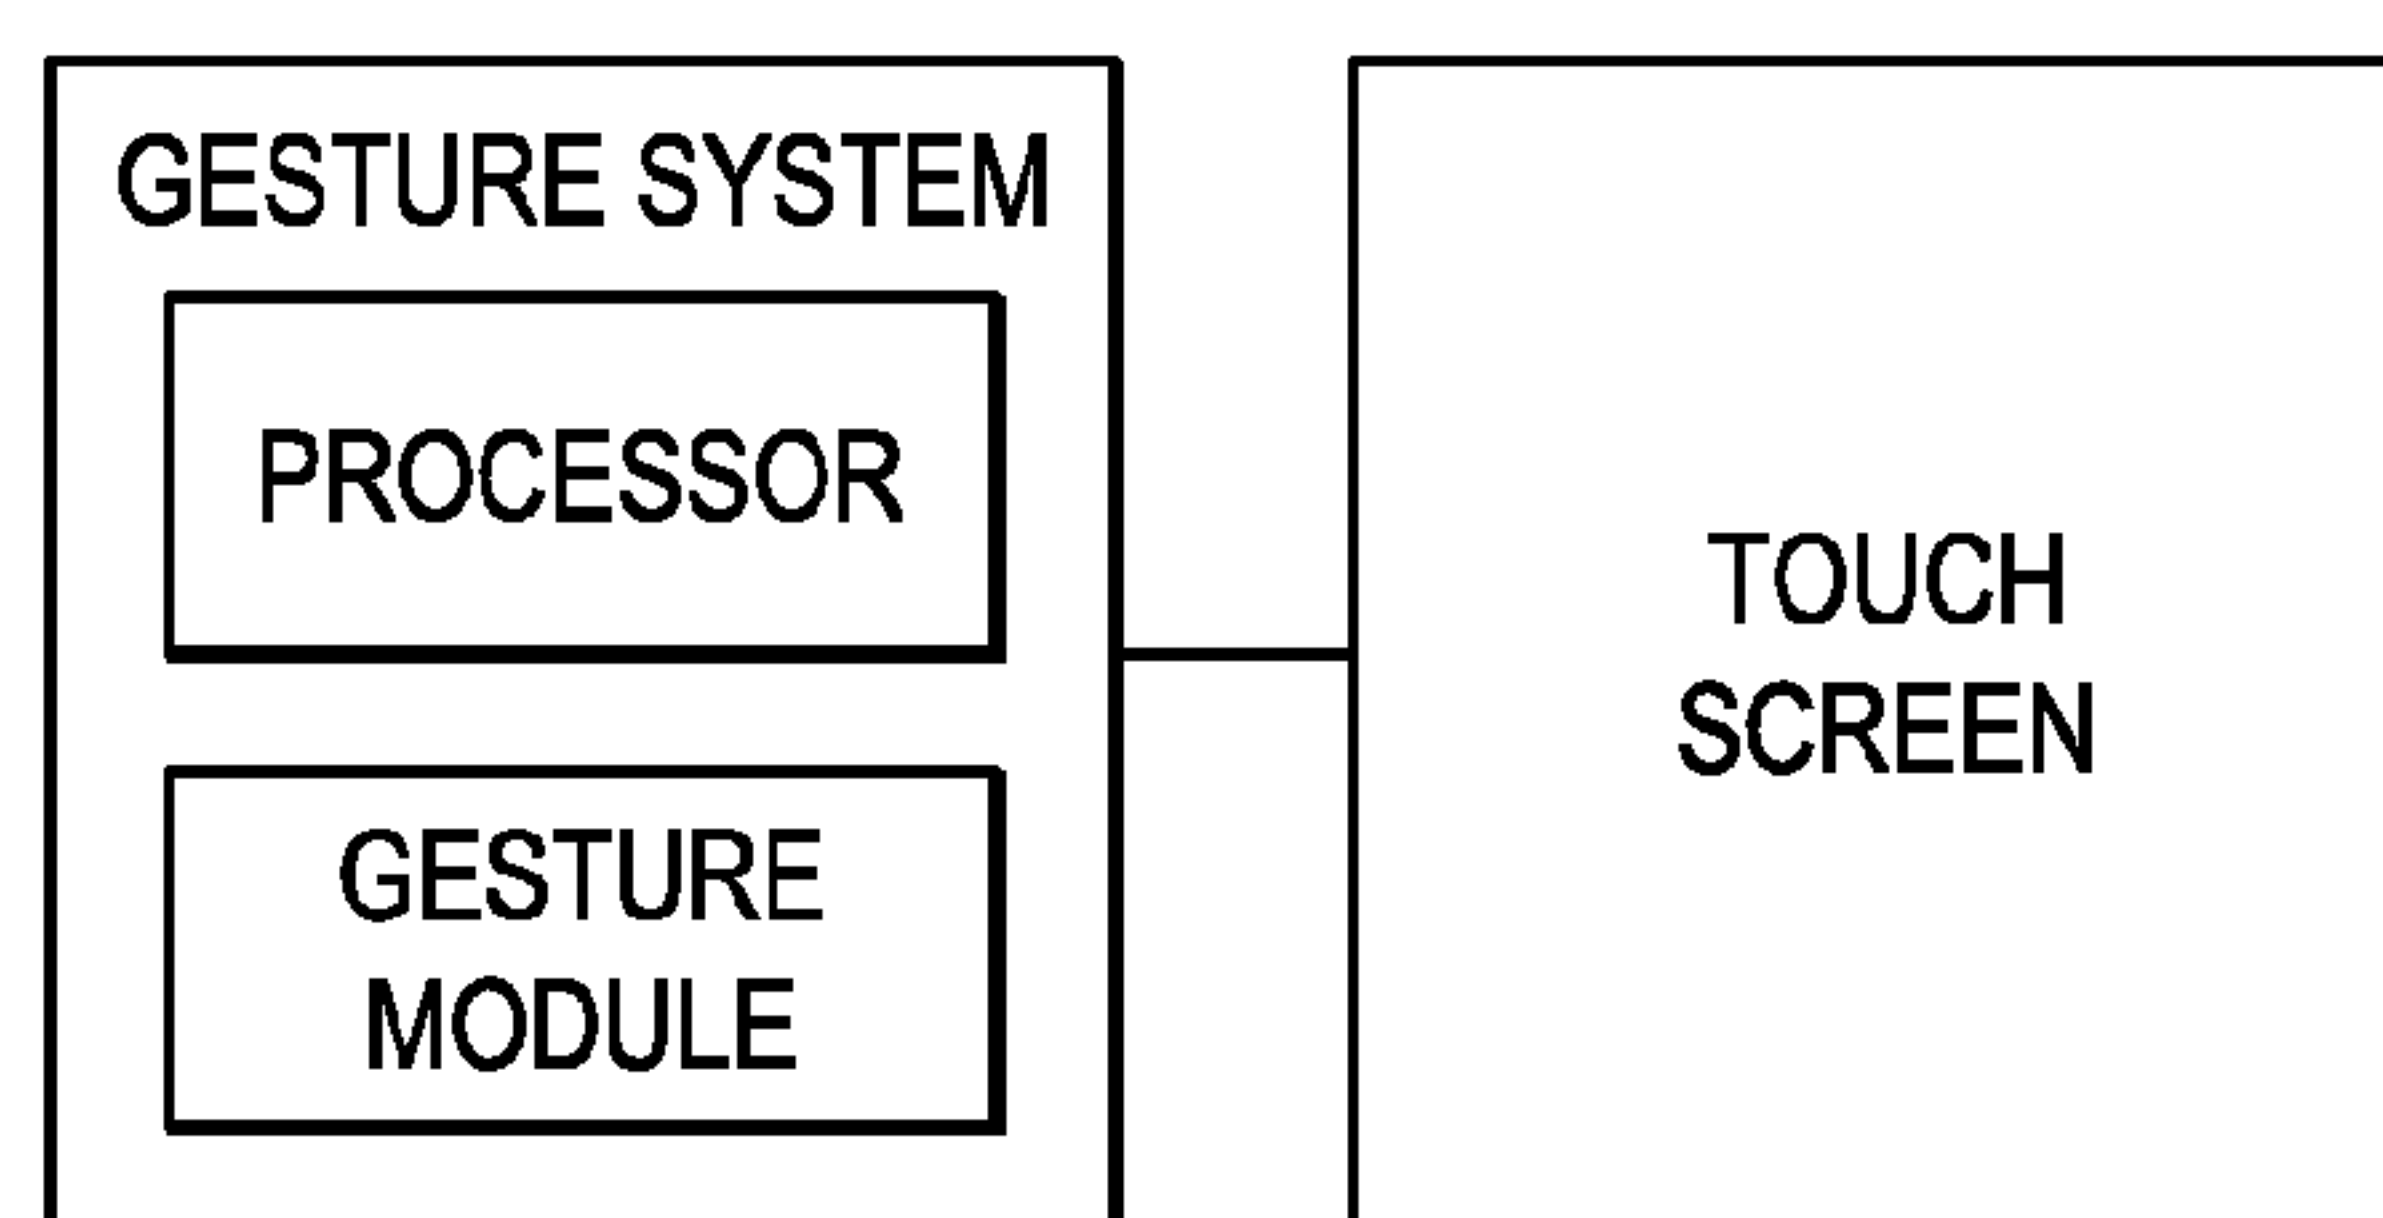 GESTURE SYSTEM
PROCESSOR
GESTURE
MODULE
TOUCH
SCREEN